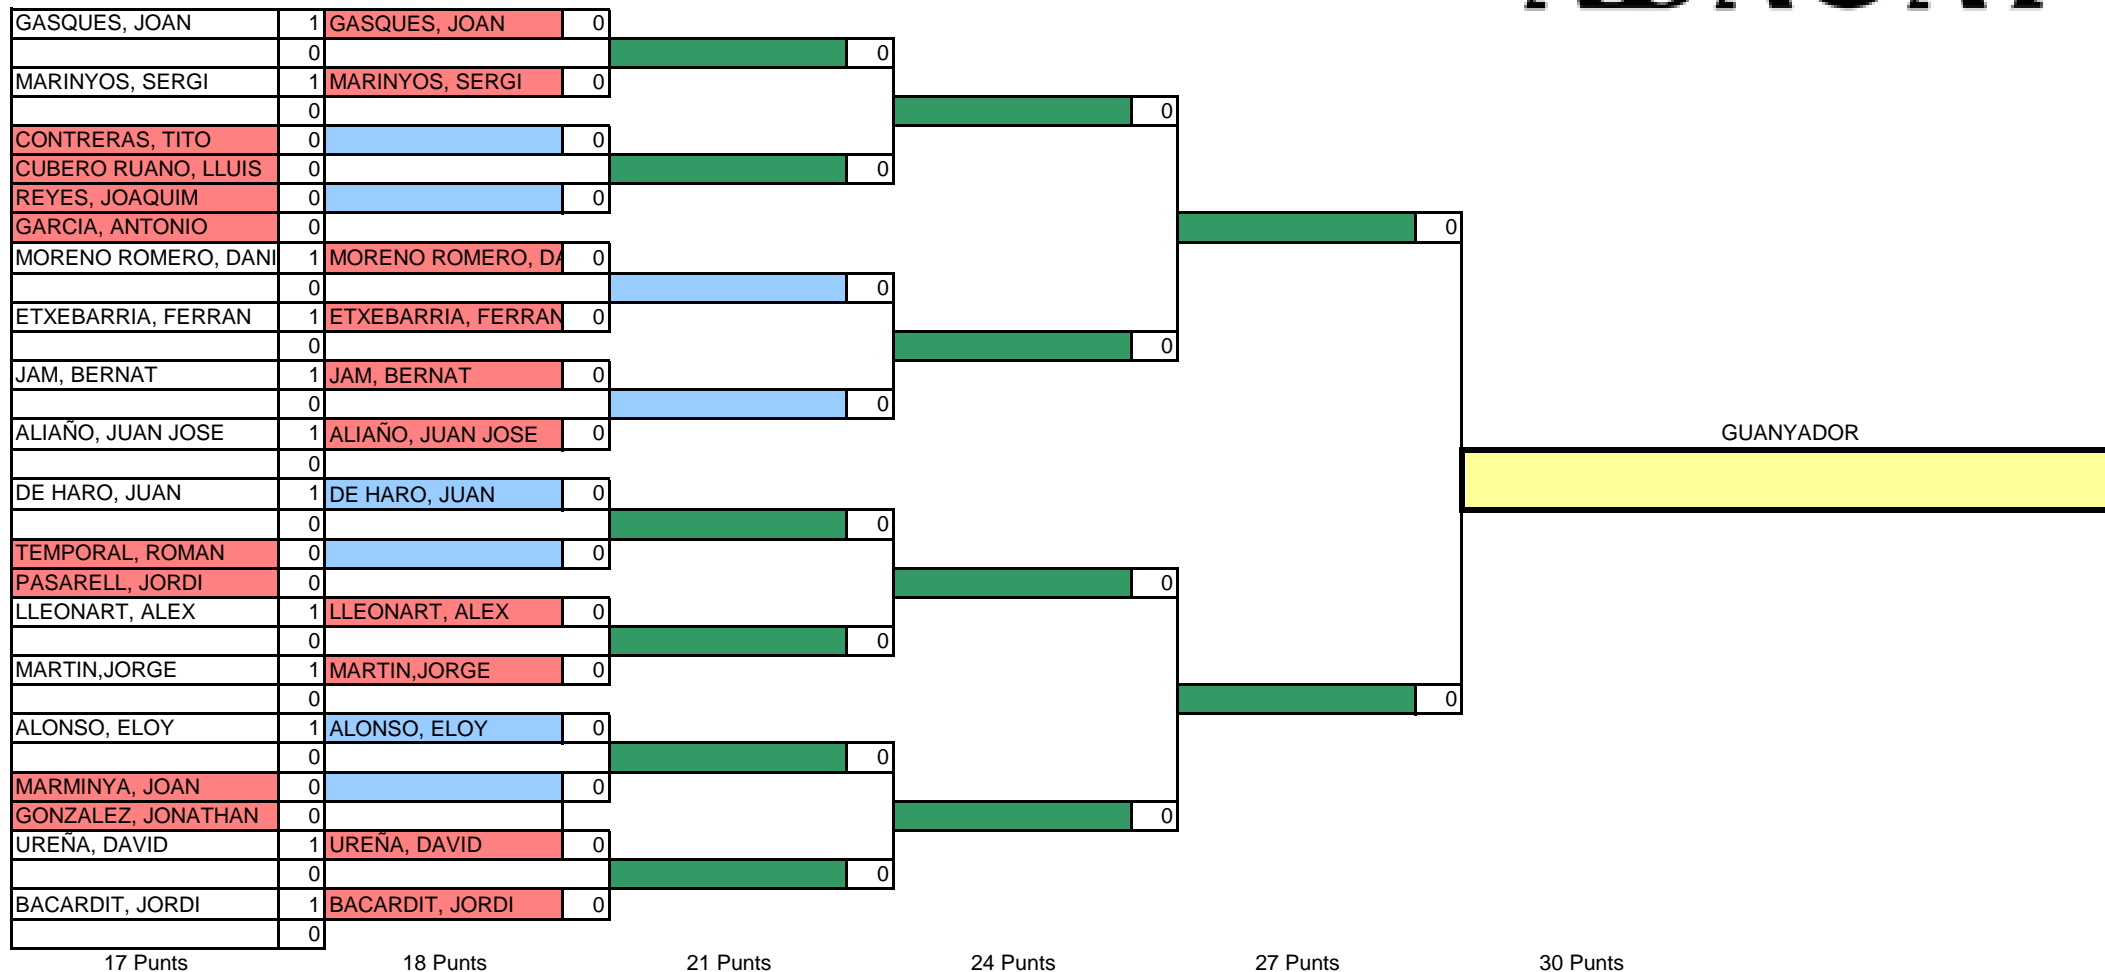 GASQUES, JOAN 1 GASQUES, JOAN 0
0 0
MARINYOS, SERGI 1 MARINYOS, SERGI 0
0 0
CONTRERAS, TITO 0 0
CUBERO RUANO, LLUIS 0 0
REYES, JOAQUIM 0 0
GARCIA, ANTONIO 0 0
MORENO ROMERO, DANI 1 MORENO ROMERO, DA 0
0 0
ETXEBARRIA, FERRAN 1 ETXEBARRIA, FERRAN 0
0 0
JAM, BERNAT 1 JAM, BERNAT 0
0 0
ALIAÑO, JUAN JOSE 1 ALIAÑO, JUAN JOSE 0 GUANYADOR
0
DE HARO, JUAN 1 DE HARO, JUAN 0
0 0
TEMPORAL, ROMAN 0 0
PASARELL, JORDI 0 0
LLEONART, ALEX 1 LLEONART, ALEX 0
0 0
MARTIN,JORGE 1 MARTIN,JORGE 0
0 0
ALONSO, ELOY 1 ALONSO, ELOY 0
0 0
MARMINYA, JOAN 0 0
GONZALEZ, JONATHAN 0 0
UREÑA, DAVID 1 UREÑA, DAVID 0
0 0
BACARDIT, JORDI 1 BACARDIT, JORDI 0
0
17 Punts 18 Punts 21 Punts 24 Punts 27 Punts 30 Punts